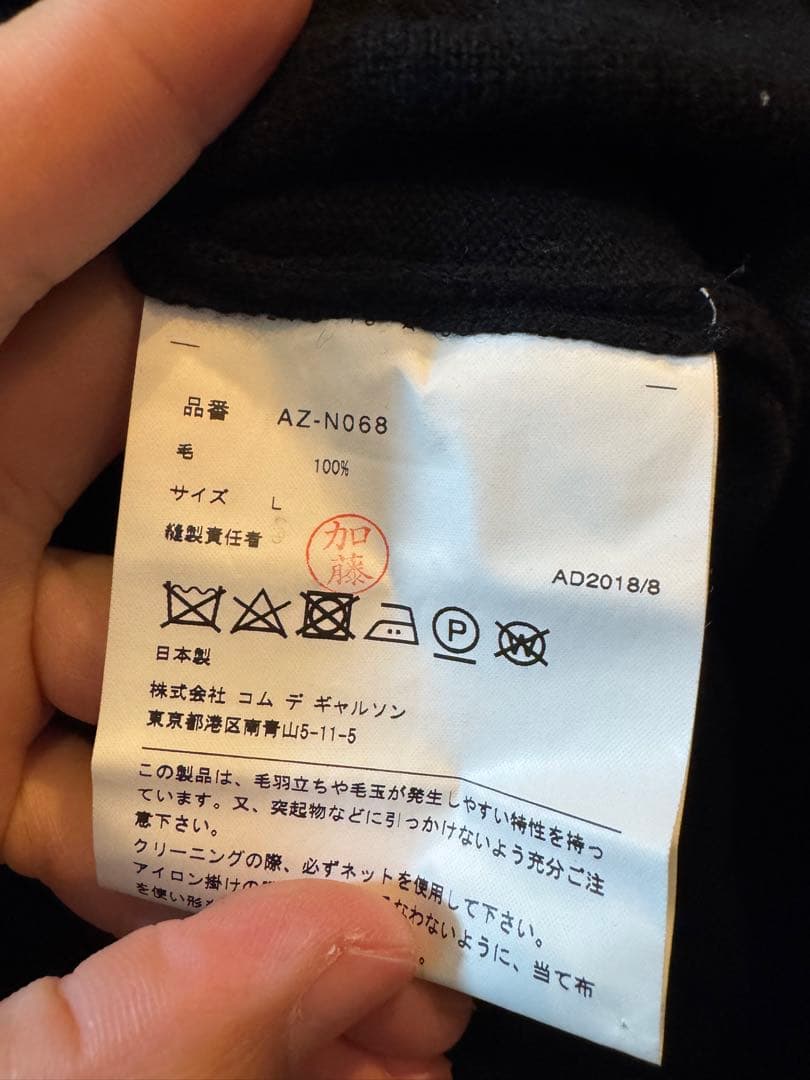 品番 AZ-N068
毛 100%
サイズ L
縫製責任者 加藤
AD2018/8
P
W
日本製
株式会社 コム デ ギャルソン
東京都港区南青山5-11-5
この製品は、毛羽立ちや毛玉が発生しやすい特性を持つ
ています。又、突起物などに引っかけないよう充分ご注
意下さい。
クリーニングの際、必ずネットを使用して下さい。
アイロン掛けの なわないように、当て布
を使い形 。